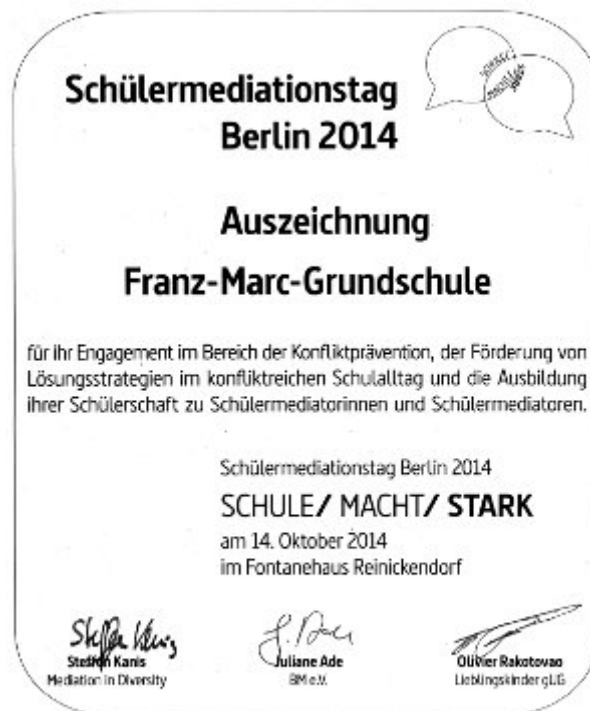 Schülermediationstag
Berlin 2014
Auszeichnung
Franz-Marc-Grundschule
für ihr Engagement im Bereich der Konfliktprävention, der Förderung von
Lösungsstrategien im konfliktreichen Schulalltag und die Ausbildung
ihrer Schülerschaft zu Schülermediatorinnen und Schülermediatoren.
Schülermediationstag Berlin 2014
SCHULE/ MACHT/ STARK
am 14. Oktober 2014
im Fontanehaus Reinickendorf
Steffen Kanis
Juliane Ade
Olivier Rakotovao
Mediation in Diversity
BM e.V.
Lieblingskinder gUG